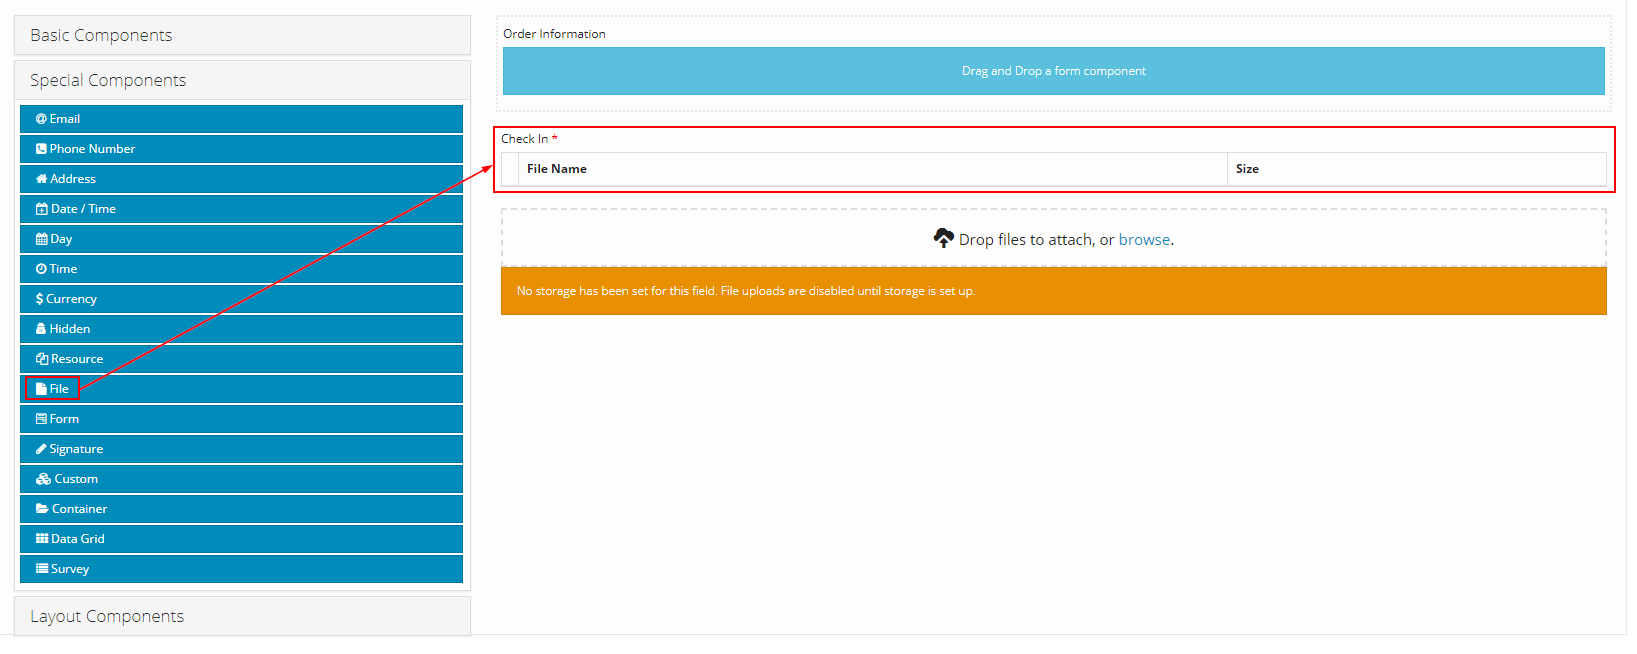 Basic Components
Special Components
Email
Phone Number
Address
Date / Time
Day
Time
$ Currency
Hidden
Resource
File
Form
Signature
Custom
Container
Data Grid
Survey
Layout Components
Order Information
Drag and Drop a form component
Check In *
File Name Size
Drop files to attach, or browse.
No storage has been set for this field. File uploads are disabled until storage is set up.